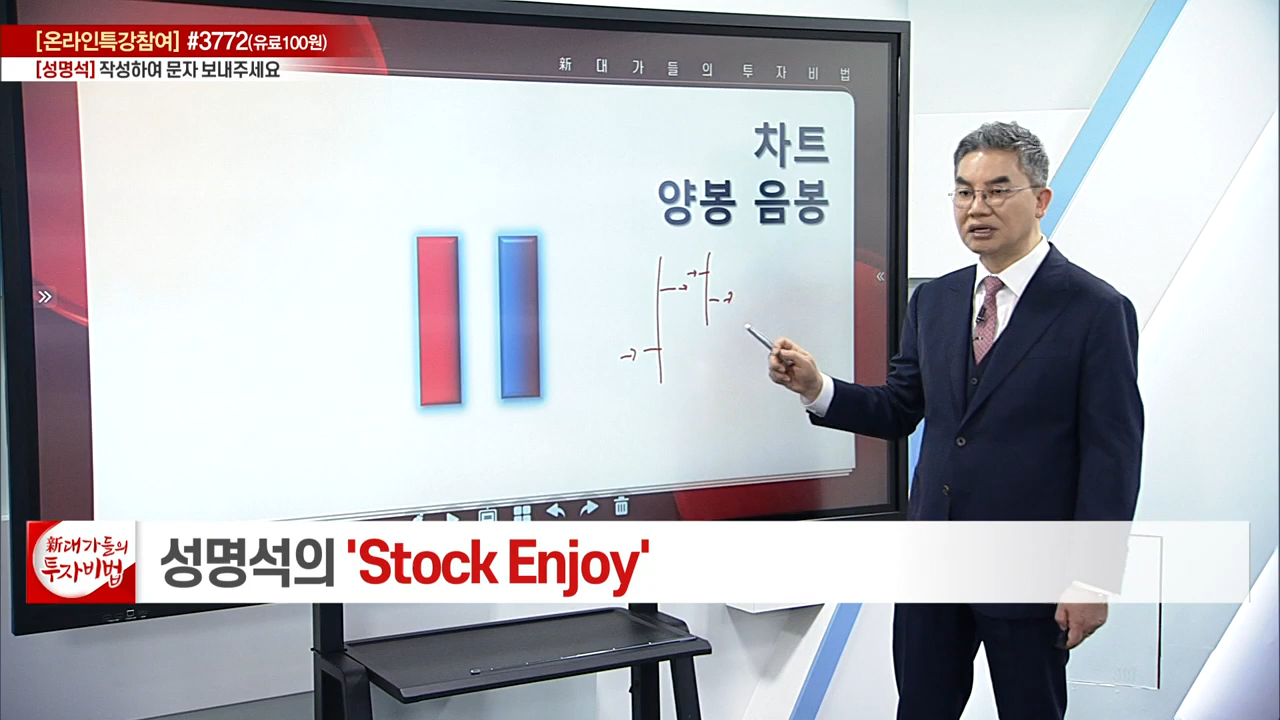 [온라인특강참여] #3772(유료100원)
[성명석] 작성하여 문자 보내주세요
新 대가들의 투자비법
차트
양봉 음봉
新대가들의
투자비법
성명석의 'Stock Enjoy'